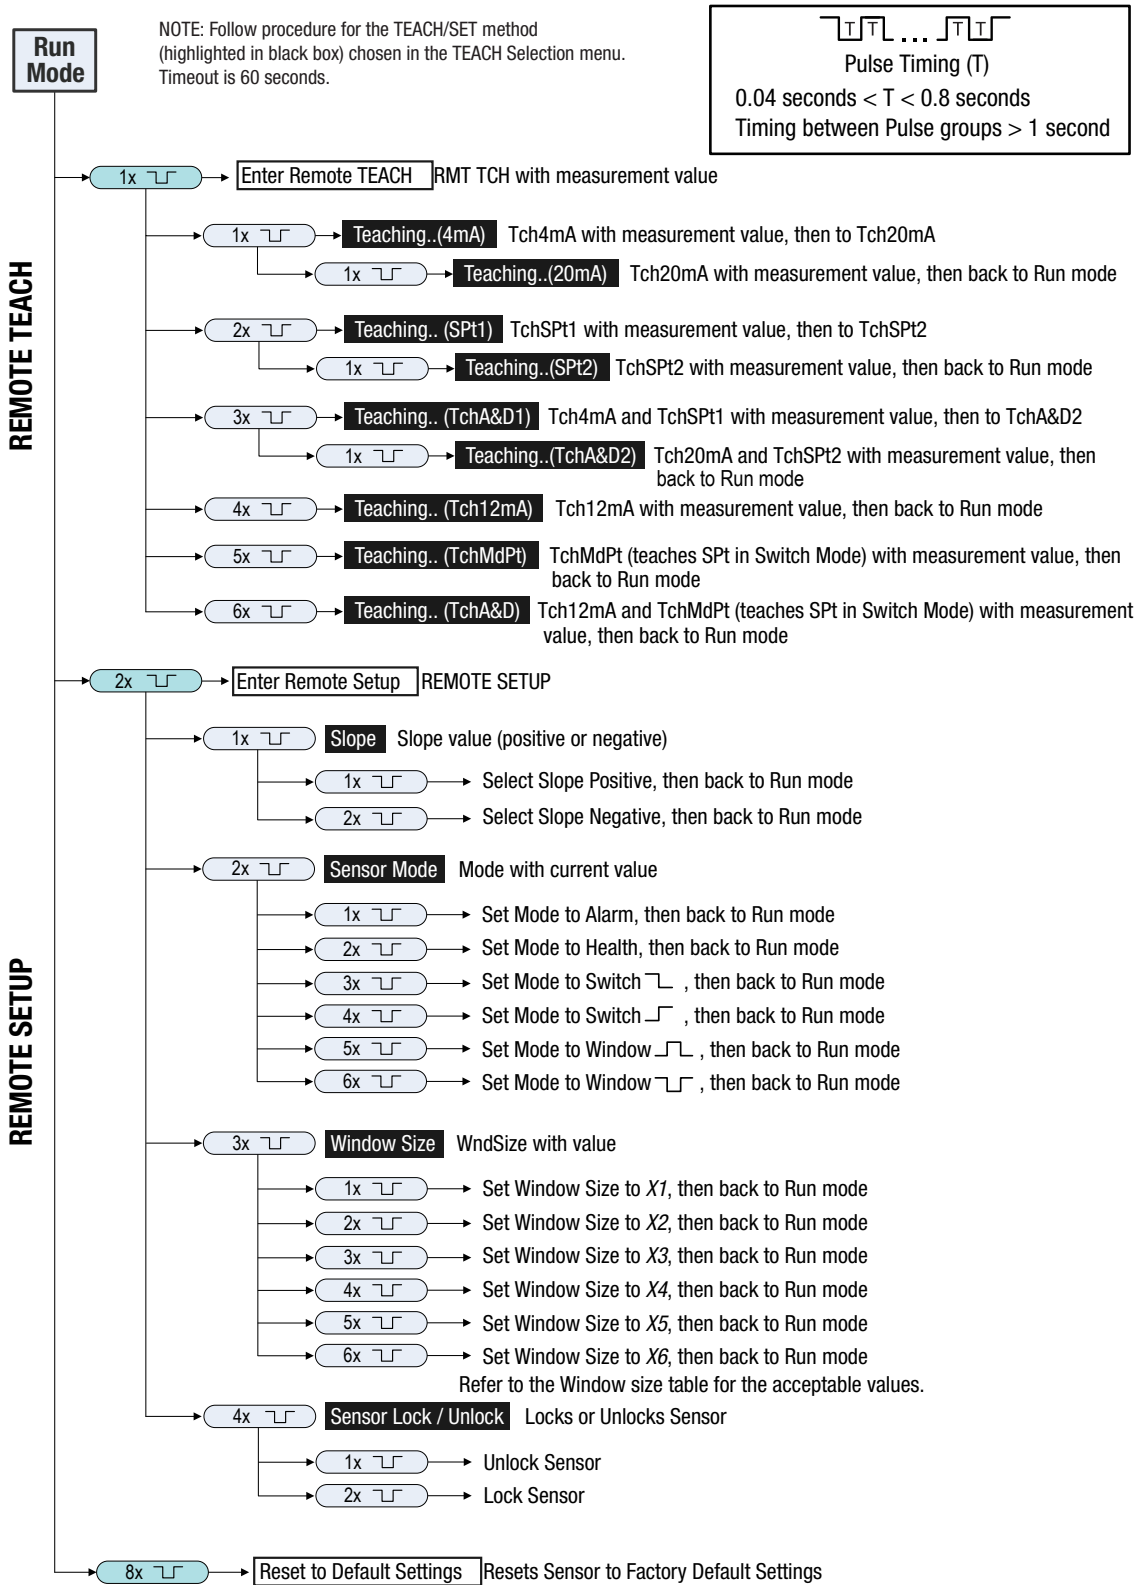 Run
Mode
NOTE: Follow procedure for the TEACH/SET method
(highlighted in black box) chosen in the TEACH Selection menu.
Timeout is 60 seconds.
T T ... T T
Pulse Timing (T)
0.04 seconds < T < 0.8 seconds
Timing between Pulse groups > 1 second
REMOTE TEACH
1x Enter Remote TEACH RMT TCH with measurement value
1x Teaching..(4mA) Tch4mA with measurement value, then to Tch20mA
1x Teaching..(20mA) Tch20mA with measurement value, then back to Run mode
2x Teaching.. (SPt1) TchSPt1 with measurement value, then to TchSPt2
1x Teaching..(SPt2) TchSPt2 with measurement value, then back to Run mode
3x Teaching.. (TchA&D1) Tch4mA and TchSPt1 with measurement value, then to TchA&D2
1x Teaching..(TchA&D2) Tch20mA and TchSPt2 with measurement value, then
back to Run mode
4x Teaching.. (Tch12mA) Tch12mA with measurement value, then back to Run mode
5x Teaching.. (TchMdPt) TchMdPt (teaches SPt in Switch Mode) with measurement value, then
back to Run mode
6x Teaching.. (TchA&D) Tch12mA and TchMdPt (teaches SPt in Switch Mode) with measurement
value, then back to Run mode
REMOTE SETUP
2x Enter Remote Setup REMOTE SETUP
1x Slope Slope value (positive or negative)
1x Select Slope Positive, then back to Run mode
2x Select Slope Negative, then back to Run mode
2x Sensor Mode Mode with current value
1x Set Mode to Alarm, then back to Run mode
2x Set Mode to Health, then back to Run mode
3x Set Mode to Switch , then back to Run mode
4x Set Mode to Switch , then back to Run mode
5x Set Mode to Window , then back to Run mode
6x Set Mode to Window , then back to Run mode
3x Window Size WndSize with value
1x Set Window Size to X1, then back to Run mode
2x Set Window Size to X2, then back to Run mode
3x Set Window Size to X3, then back to Run mode
4x Set Window Size to X4, then back to Run mode
5x Set Window Size to X5, then back to Run mode
6x Set Window Size to X6, then back to Run mode
Refer to the Window size table for the acceptable values.
4x Sensor Lock / Unlock Locks or Unlocks Sensor
1x Unlock Sensor
2x Lock Sensor
8x Reset to Default Settings Resets Sensor to Factory Default Settings